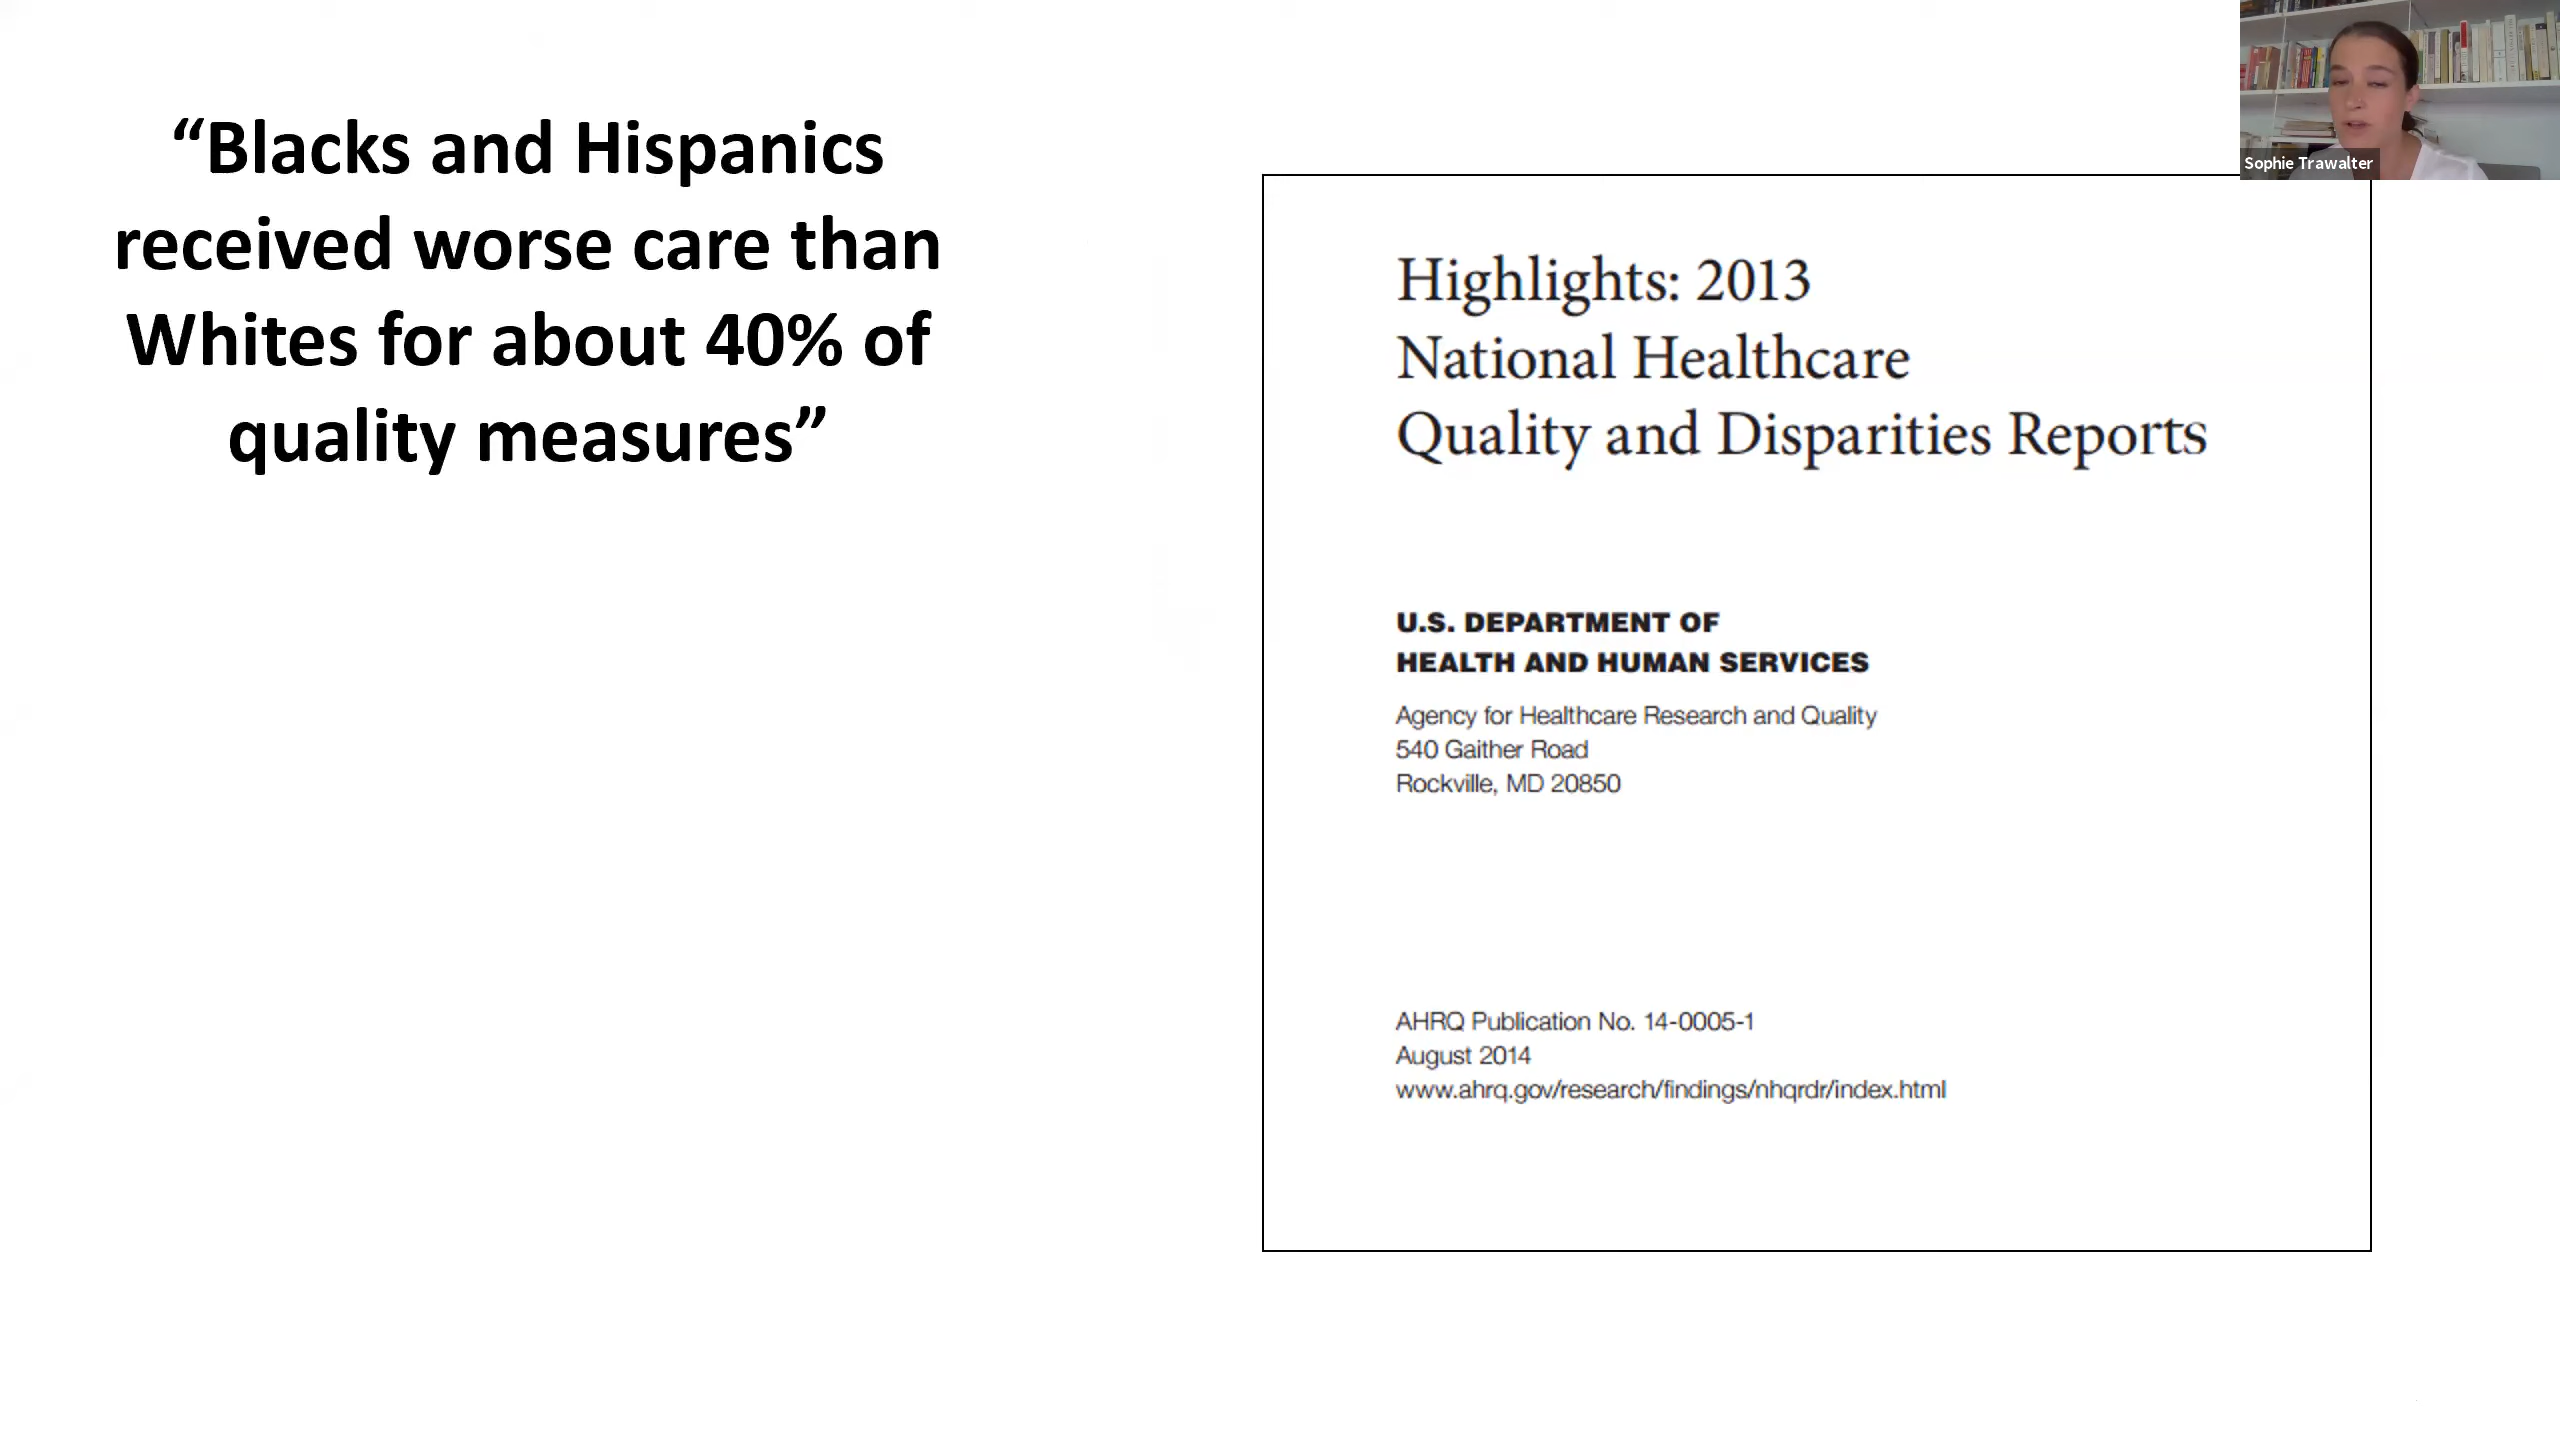 “Blacks and Hispanics
received worse care than
Whites for about 40% of
quality measures”
Sophie Trawalter
Highlights: 2013
National Healthcare
Quality and Disparities Reports
U.S. DEPARTMENT OF
HEALTH AND HUMAN SERVICES
Agency for Healthcare Research and Quality
540 Gaither Road
Rockville, MD 20850
AHRQ Publication No. 14-0005-1
August 2014
www.ahrq.gov/research/findings/nhqrdr/index.html